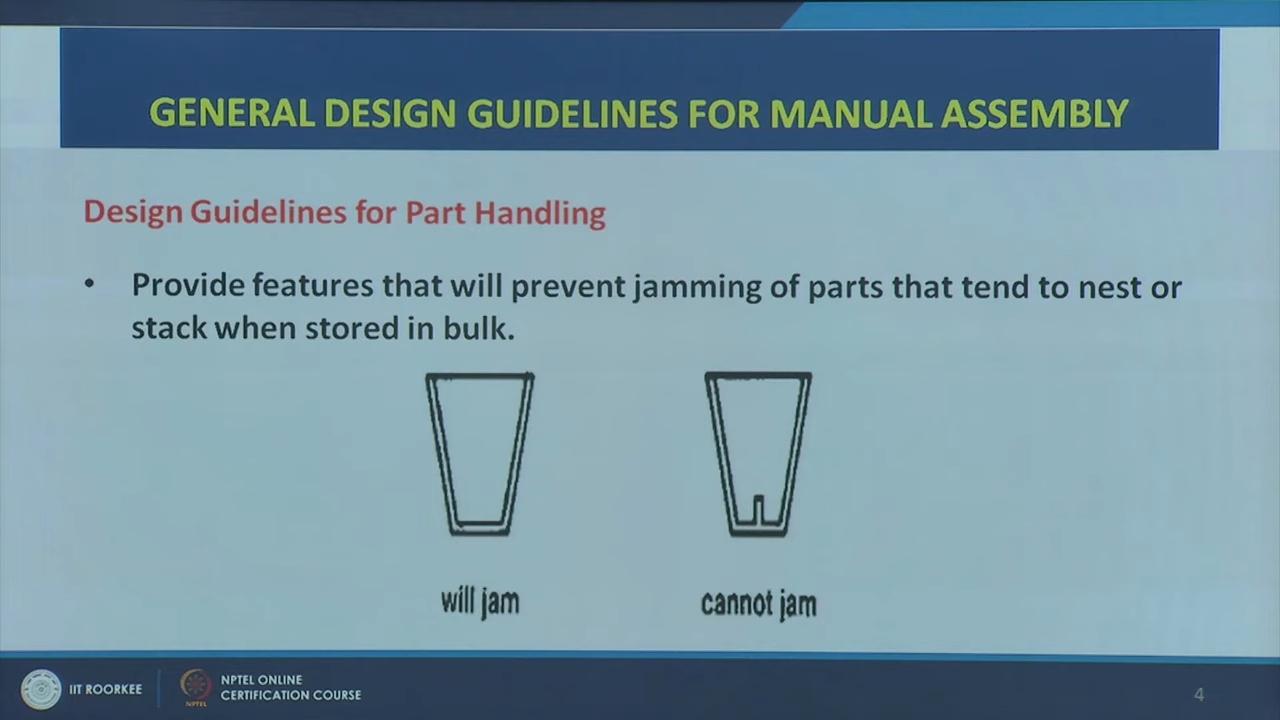 GENERAL DESIGN GUIDELINES FOR MANUAL ASSEMBLY
Design Guidelines for Part Handling
• Provide features that will prevent jamming of parts that tend to nest or
stack when stored in bulk.
will jam
cannot jam
IIT ROORKEE
NPTEL
NPTEL ONLINE
CERTIFICATION COURSE
4